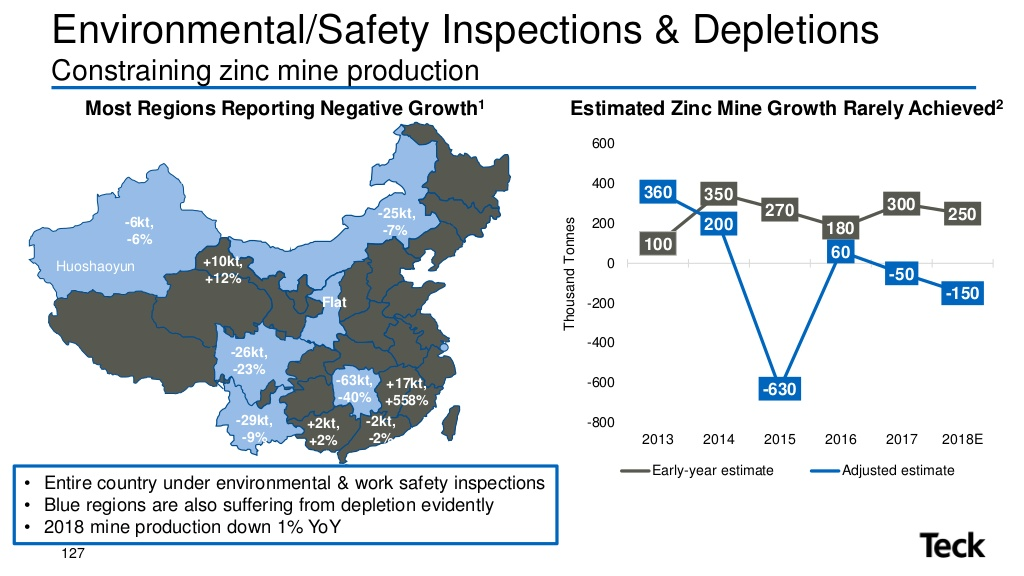 Environmental/Safety Inspections & Depletions
Constraining zinc mine production
Most Regions Reporting Negative Growth¹
-6kt,
-6%
Huoshaoyun
+10kt,
+12%
-25kt,
-7%
Flat
-26kt,
-23%
-63kt,
-40%
+17kt,
+558%
-29kt,
-9%
+2kt,
+2%
-2kt,
-2%
Estimated Zinc Mine Growth Rarely Achieved²
Thousand Tonnes
600
400
200
0
-200
-400
-600
-800
360
100
350
200
270
-630
180
60
300
-50
250
-150
2013
2014
2015
2016
2017
2018E
Early-year estimate
Adjusted estimate
• Entire country under environmental & work safety inspections
• Blue regions are also suffering from depletion evidently
• 2018 mine production down 1% YoY
127
Teck